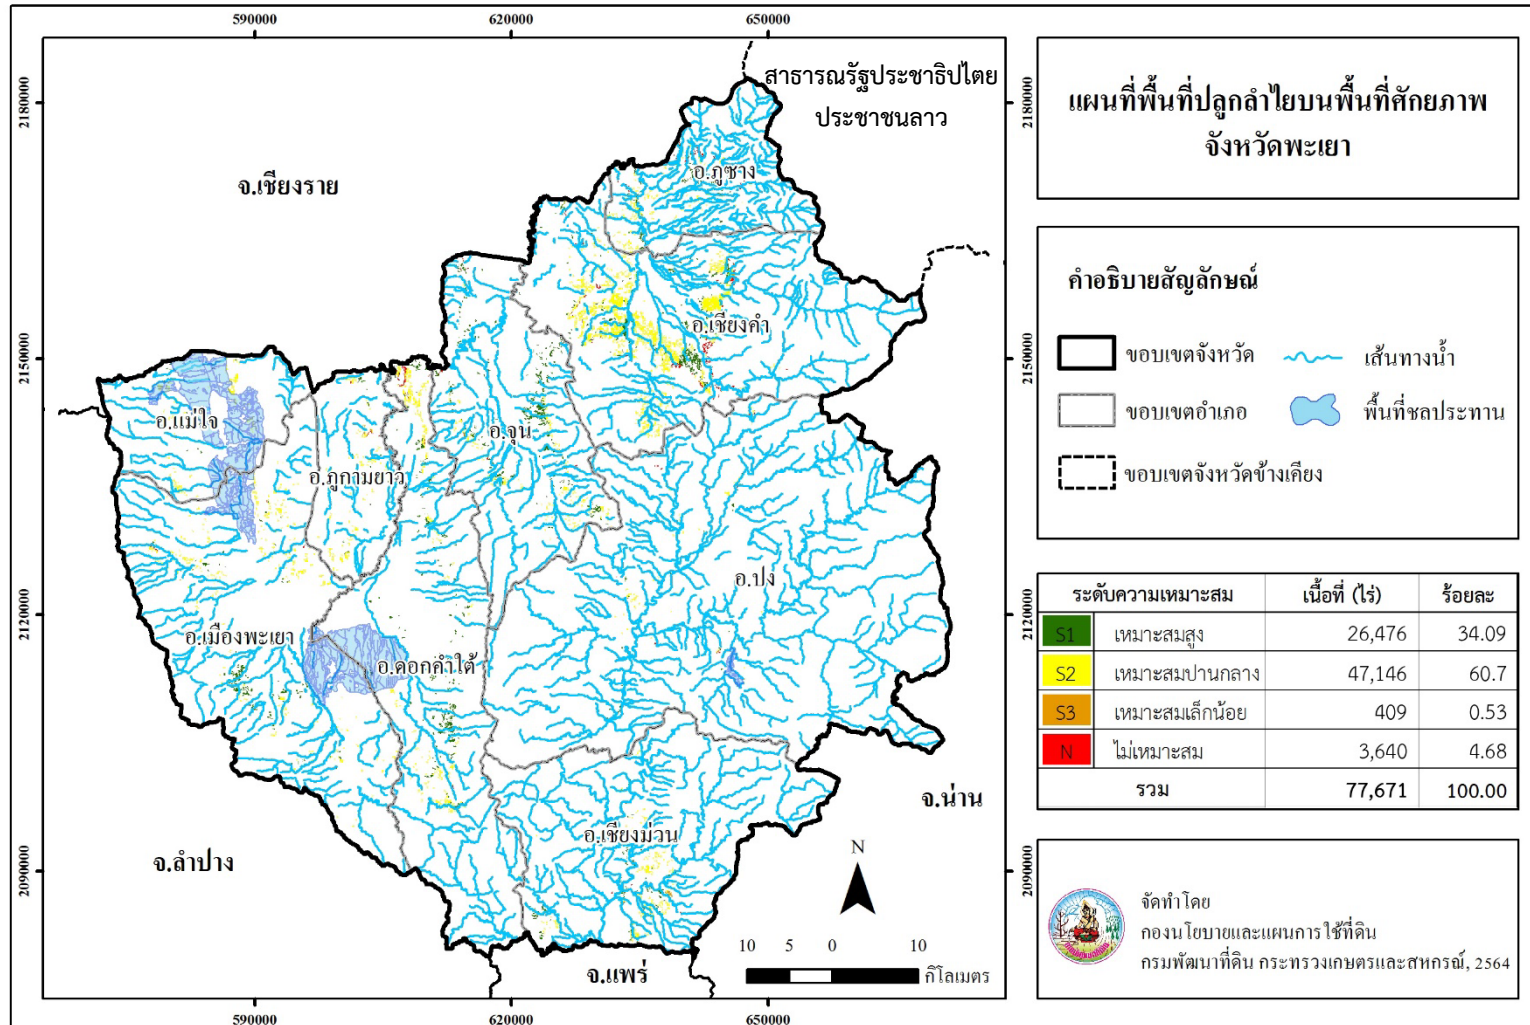 590000
620000
650000
2180000
2150000
2120000
2090000
2180000
2150000
2120000
2090000
590000
620000
650000
สาธารณรัฐประชาธิปไตย
ประชาชนลาว
จ.เชียงราย
อ.ภูซาง
อ.เชียงคำ
อ.แม่ใจ
อ.จุน
อ.ภูกามยาว
อ.ปง
อ.เมืองพะเยา
อ.ดอกคำใต้
อ.เชียงม่วน
จ.น่าน
จ.ลำปาง
จ.แพร่
N
10 5 0 10
กิโลเมตร
แผนที่พื้นที่ปลูกลำไยบนพื้นที่ศักยภาพ
จังหวัดพะเยา
คำอธิบายสัญลักษณ์
ขอบเขตจังหวัด เส้นทางน้ำ
ขอบเขตอำเภอ พื้นที่ชลประทาน
ขอบเขตจังหวัดข้างเคียง
ระดับความเหมาะสม เนื้อที่ (ไร่) ร้อยละ
S1 เหมาะสมสูง 26,476 34.09
S2 เหมาะสมปานกลาง 47,146 60.7
S3 เหมาะสมเล็กน้อย 409 0.53
N ไม่เหมาะสม 3,640 4.68
รวม 77,671 100.00
จัดทำโดย
กองนโยบายและแผนการใช้ที่ดิน
กรมพัฒนาที่ดิน กระทรวงเกษตรและสหกรณ์, 2564